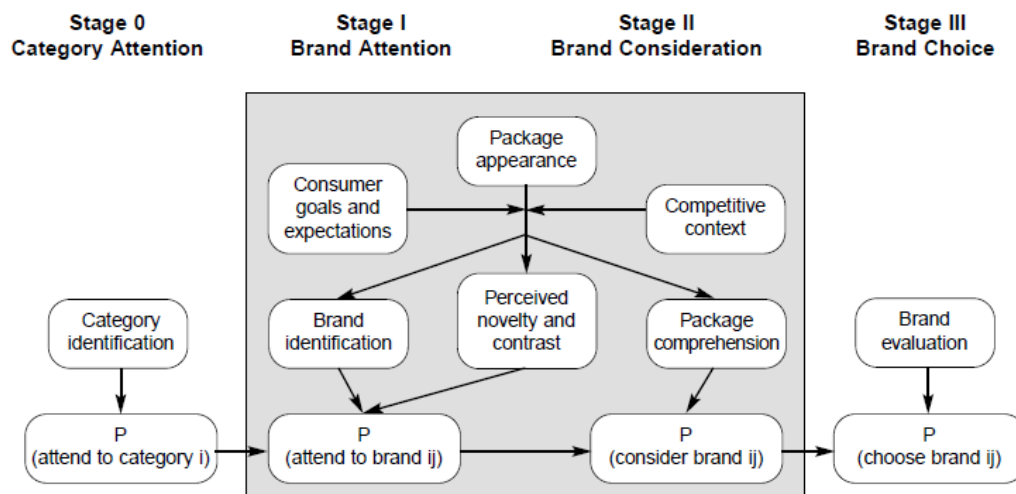 Stage 0
Category Attention
Stage I
Brand Attention
Stage II
Brand Consideration
Stage III
Brand Choice
Package
appearance
Consumer
goals and
expectations
Competitive
context
Category
identification
Brand
identification
Perceived
novelty and
contrast
Package
comprehension
Brand
evaluation
P
(attend to category i)
P
(attend to brand ij)
P
(consider brand ij)
P
(choose brand ij)